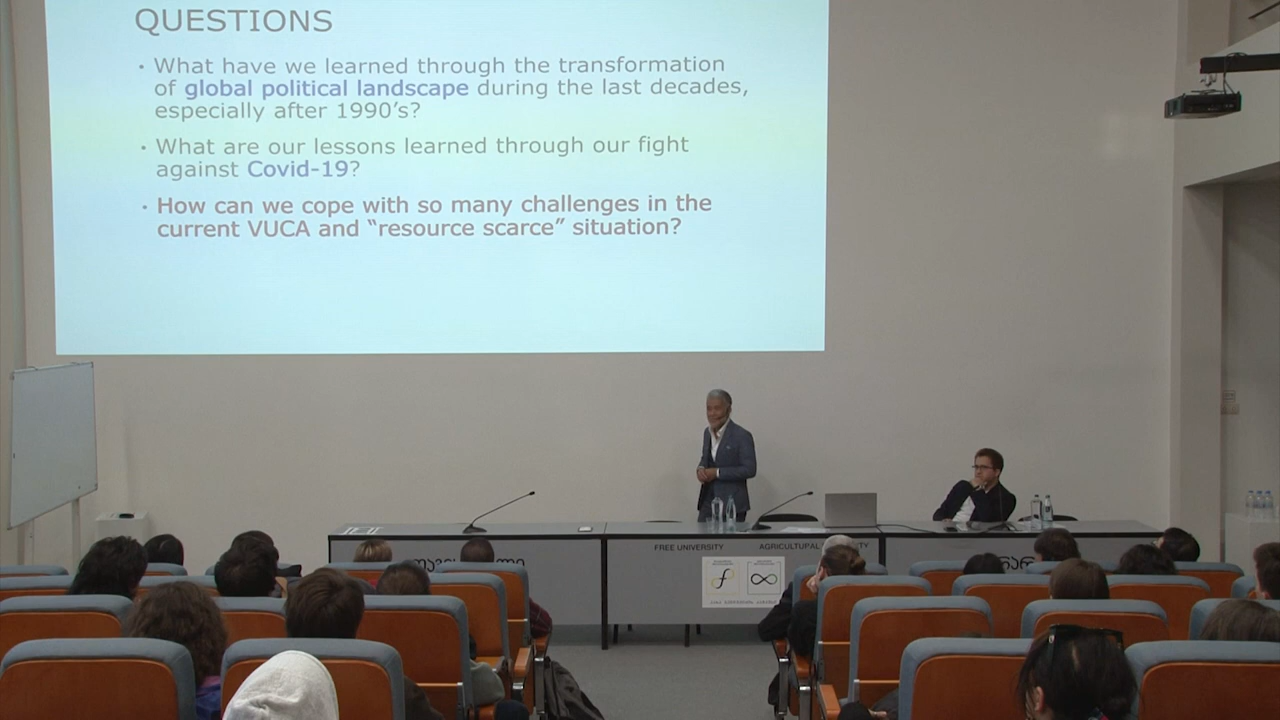 QUESTIONS
• What have we learned through the transformation
of global political landscape during the last decades,
especially after 1990’s?
• What are our lessons learned through our fight
against Covid-19?
• How can we cope with so many challenges in the
current VUCA and “resource scarce” situation?
FREE UNIVERSITY AGRICULTURAL